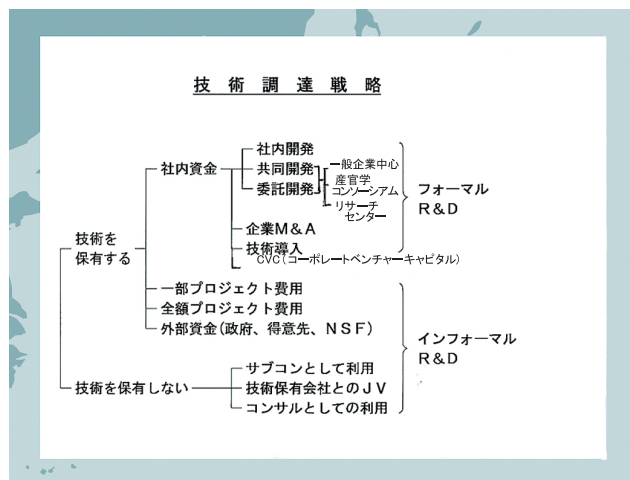 技術調達戦略
社内開発
社内資金
共同開発
委託開発
一般企業中心
産官学
コンソーシアム
リサーチ
センター
フォーマル
R&D
企業M&A
技術導入
CVC(コーポレートベンチャーキャピタル)
技術を
保有する
一部プロジェクト費用
全額プロジェクト費用
外部資金(政府、得意先、NSF)
インフォーマル
R&D
技術を保有しない
サブコンとして利用
技術保有会社とのJV
コンサルとしての利用